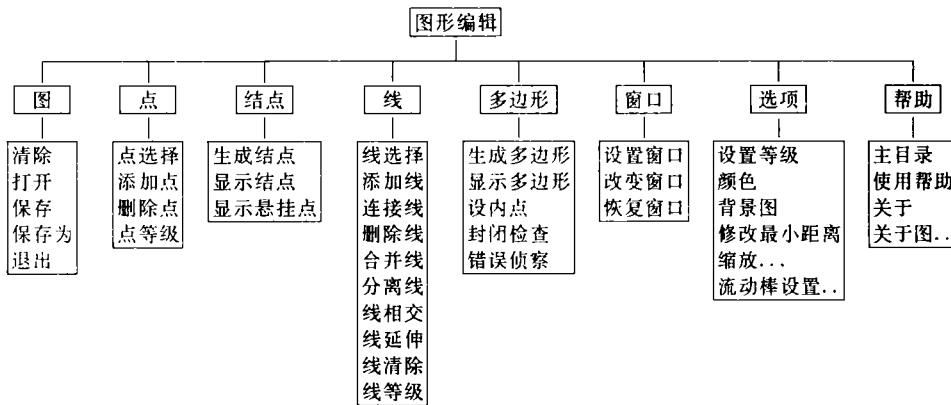 图形编辑
图
点
结点
线
多边形
窗口
选项
帮助
清除
打开
保存
保存为
退出
点选择
添加点
删除点
点等级
生成结点
显示结点
显示悬挂点
线选择
添加线
连接线
删除线
合并线
分离线
线相交
线延伸
线清除
线等级
生成多边形
显示多边形
设内点
封闭检查
错误侦察
设置窗口
改变窗口
恢复窗口
设置等级
颜色
背景图
修改最小距离
缩放...
流动棒设置..
主目录
使用帮助
关于
关于图..